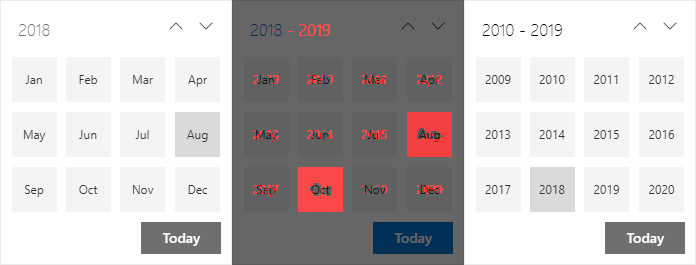 2018
Jan Feb Mar Apr
May Jun Jul Aug
Sep Oct Nov Dec
Today
2018 - 2019
Jan Feb Mar Apr
May Jun Jul Aug
Sep Oct Nov Dec
Today
2010 - 2019
2009 2010 2011 2012
2013 2014 2015 2016
2017 2018 2019 2020
Today